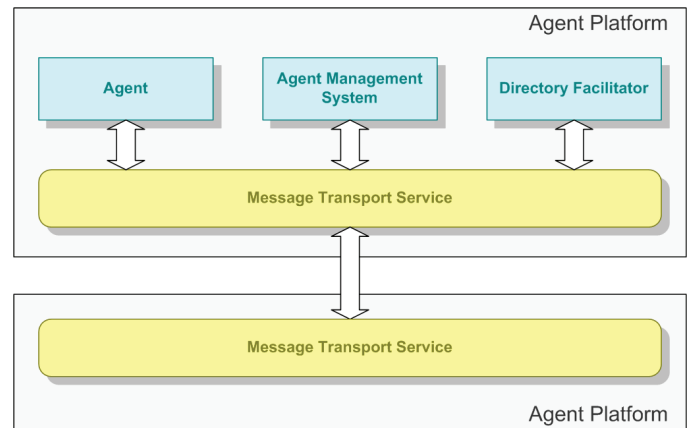 Agent Platform
Agent
Agent Management
System
Directory Facilitator
Message Transport Service
Message Transport Service
Agent Platform